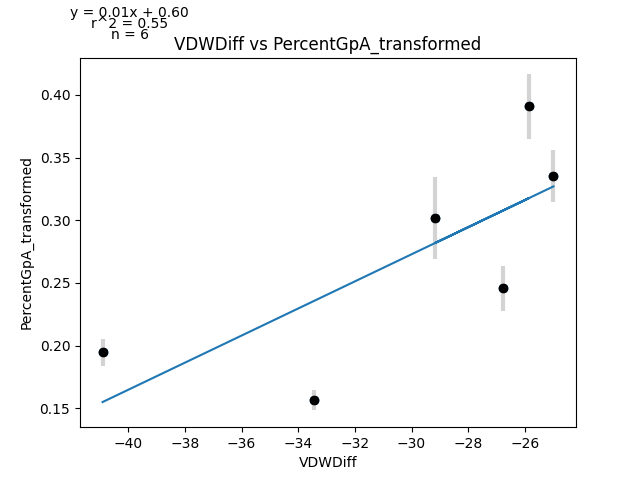 y = 0.01x + 0.60
r^2 = 0.55
n = 6
VDWDiff vs PercentGpA_transformed
PercentGpA_transformed
0.40
0.35
0.30
0.25
0.20
0.15
−40
−38
−36
−34
−32
−30
−28
−26
VDWDiff